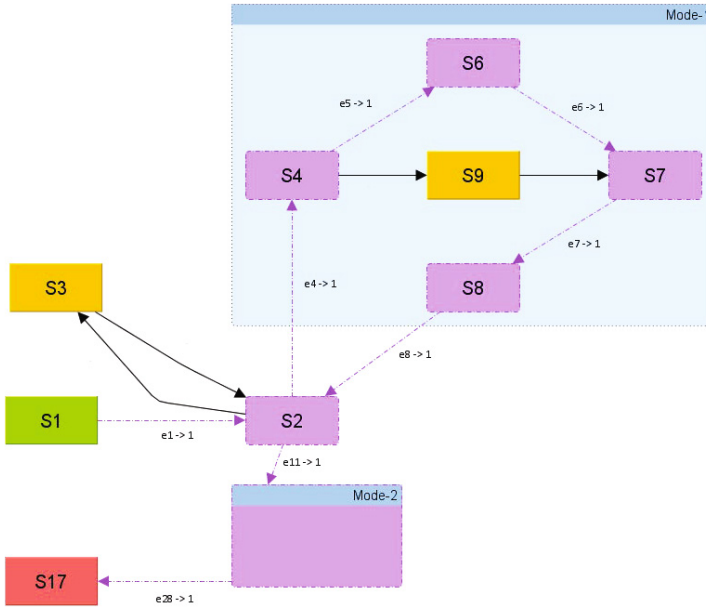 Mode-1
S6
e5 -> 1
e6 -> 1
S4
S9
S7
e7 -> 1
S3
e4 -> 1
S8
e8 -> 1
S1
e1 -> 1
S2
e11 -> 1
Mode-2
S17
e28 -> 1